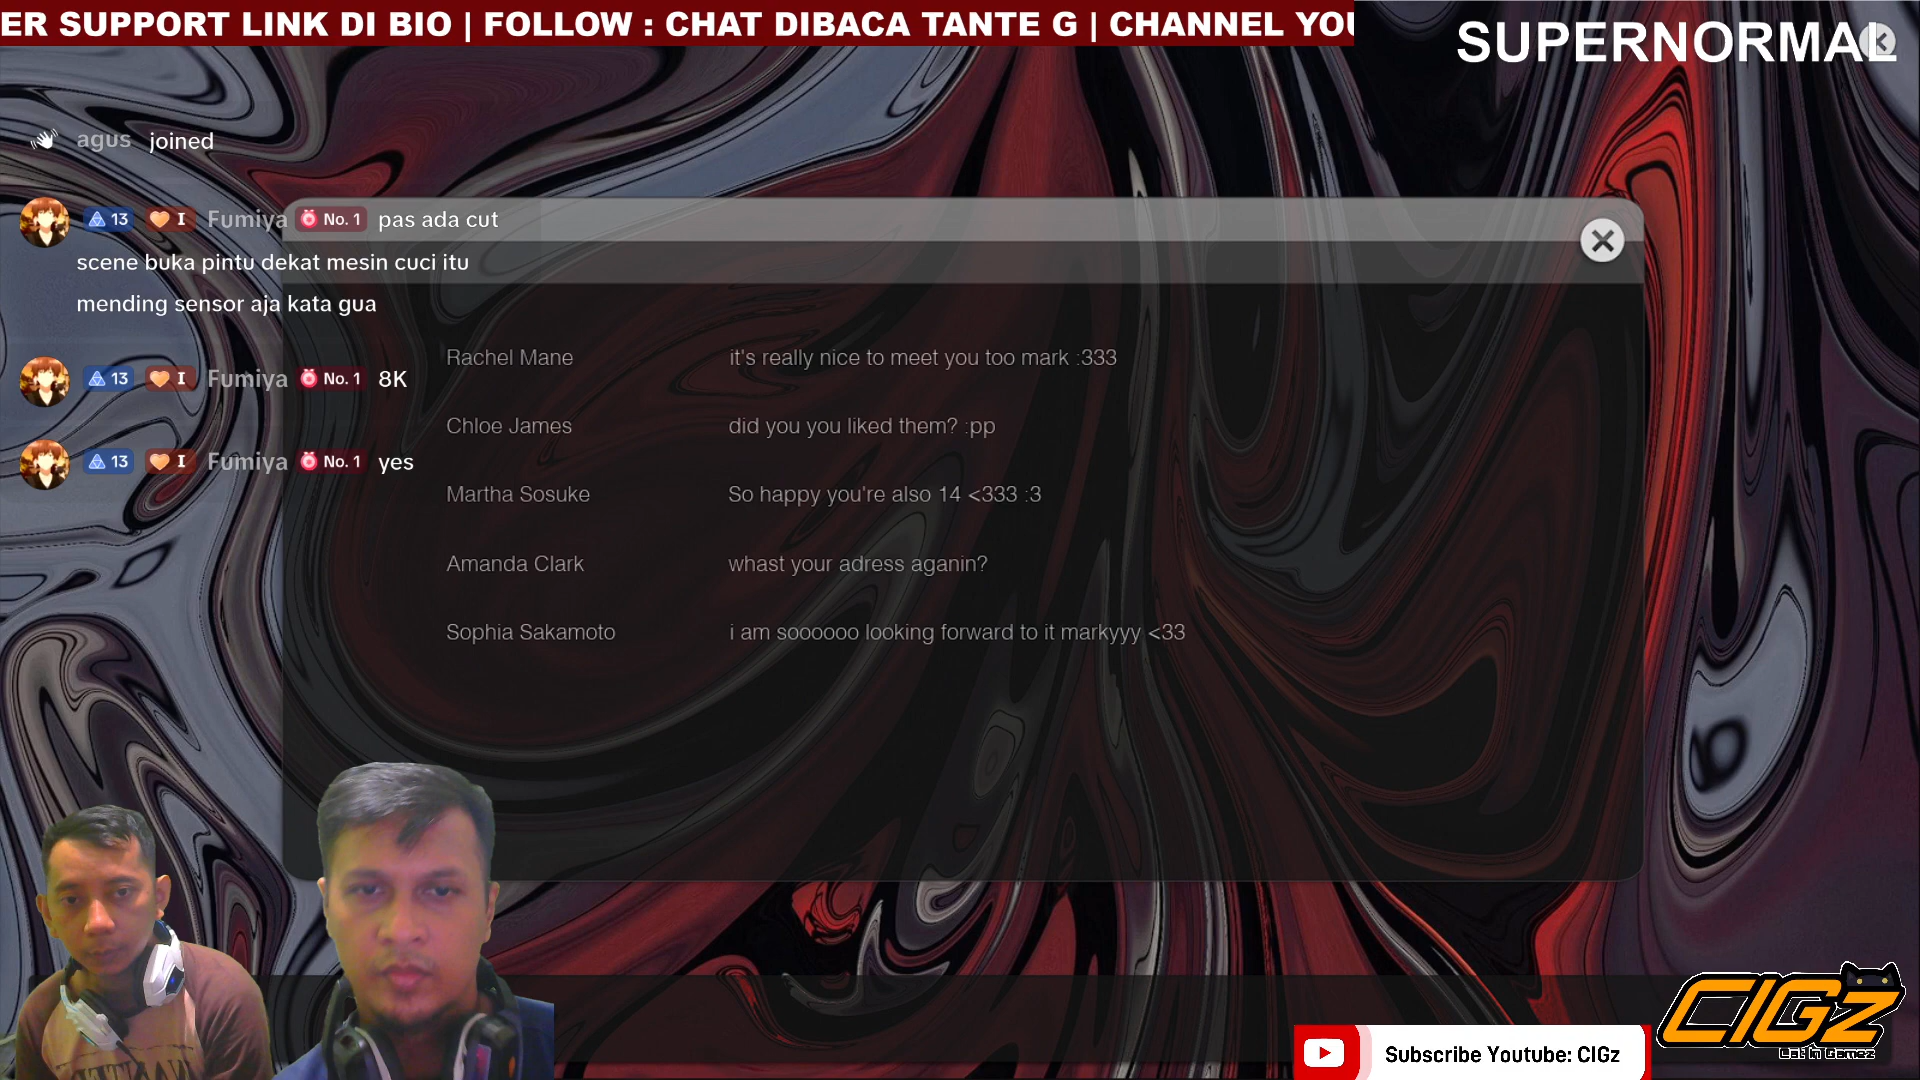 ER SUPPORT LINK DI BIO | FOLLOW : CHAT DIBACA TANTE G | CHANNEL YOU
SUPERNORMAL
agus joined
13 I Fumiya No. 1 pas ada cut
scene buka pintu dekat mesin cuci itu
mending sensor aja kata gua
13 I Fumiya No. 1 8K
13 I Fumiya No. 1 yes
Rachel Mane it's really nice to meet you too mark :333
Chloe James did you you liked them? :pp
Martha Sosuke So happy you're also 14 <333 :3
Amanda Clark whast your adress aganin?
Sophia Sakamoto i am soooooo looking forward to it markyyy <33
Subscribe Youtube: CIGz
CIGz
Cat in Gamez